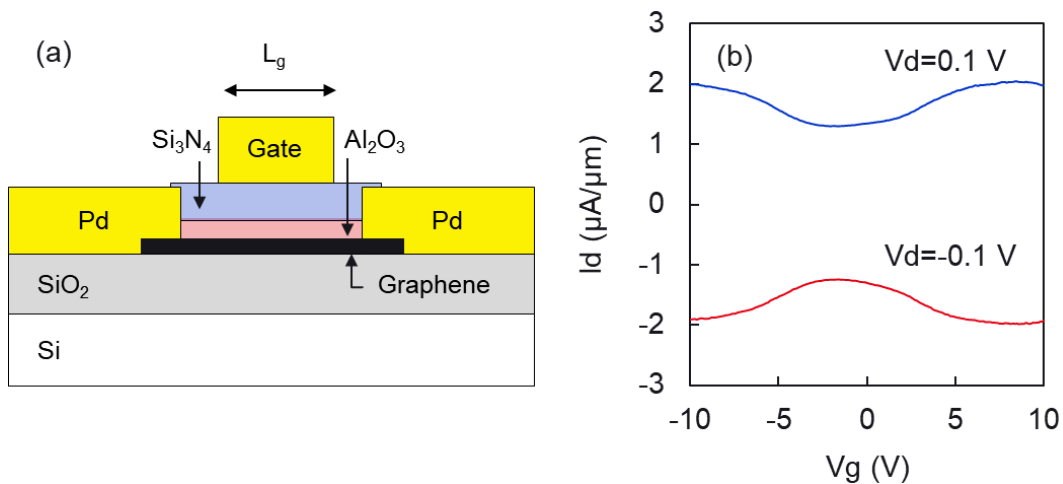 (a)
L_g
Si₃N₄
Gate
Al₂O₃
Pd
Pd
SiO₂
Graphene
Si
(b)
Vd=0.1 V
Vd=-0.1 V
Id (µA/µm)
3
2
1
0
-1
-2
-3
-10
-5
0
5
10
Vg (V)